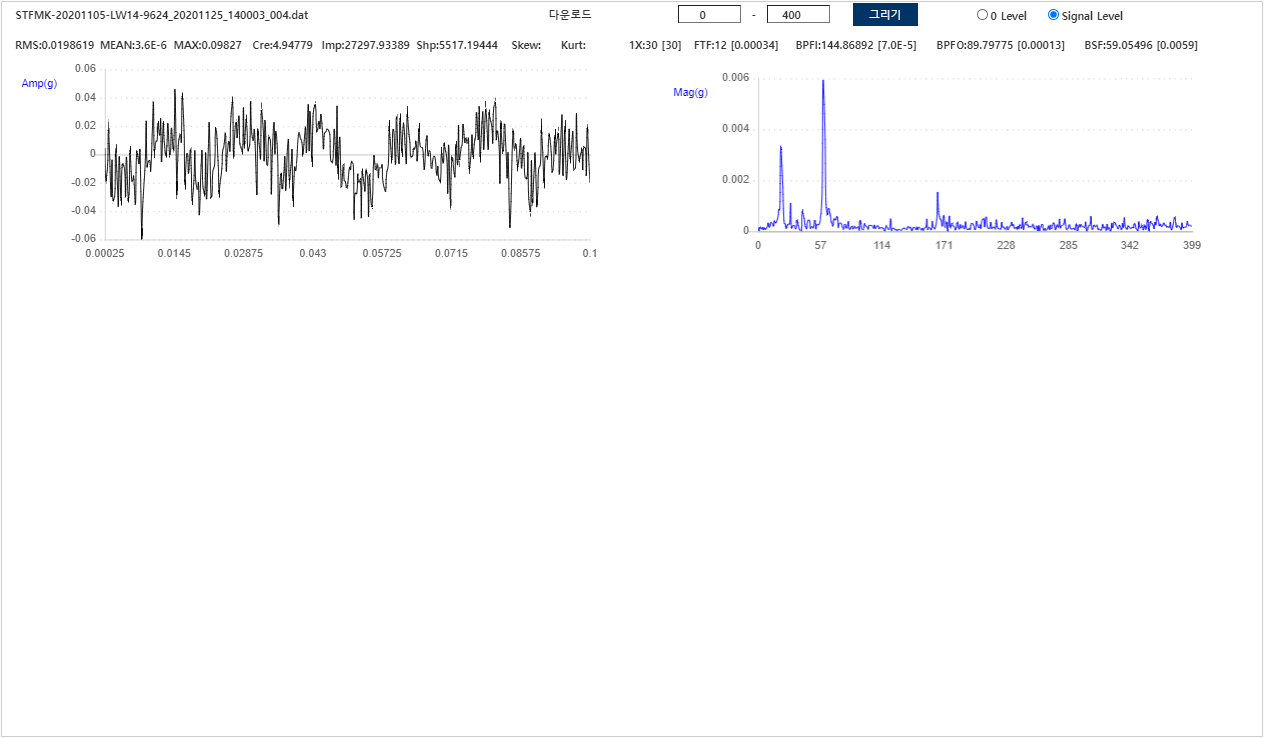 STFMK-20201105-LW14-9624_20201125_140003_004.dat 다운로드 0 - 400 그리기 0 Level Signal Level
RMS:0.0198619 MEAN:3.6E-6 MAX:0.09827 Cre:4.94779 Imp:27297.93389 Shp:5517.19444 Skew: Kurt: 1X:30 [30] FTF:12 [0.00034] BPFI:144.86892 [7.0E-5] BPFO:89.79775 [0.00013] BSF:59.05496 [0.0059]
Amp(g)
0.06
0.04
0.02
0
-0.02
-0.04
-0.06
0.00025 0.0145 0.02875 0.043 0.05725 0.0715 0.08575 0.1
Mag(g)
0.006
0.004
0.002
0
0 57 114 171 228 285 342 399